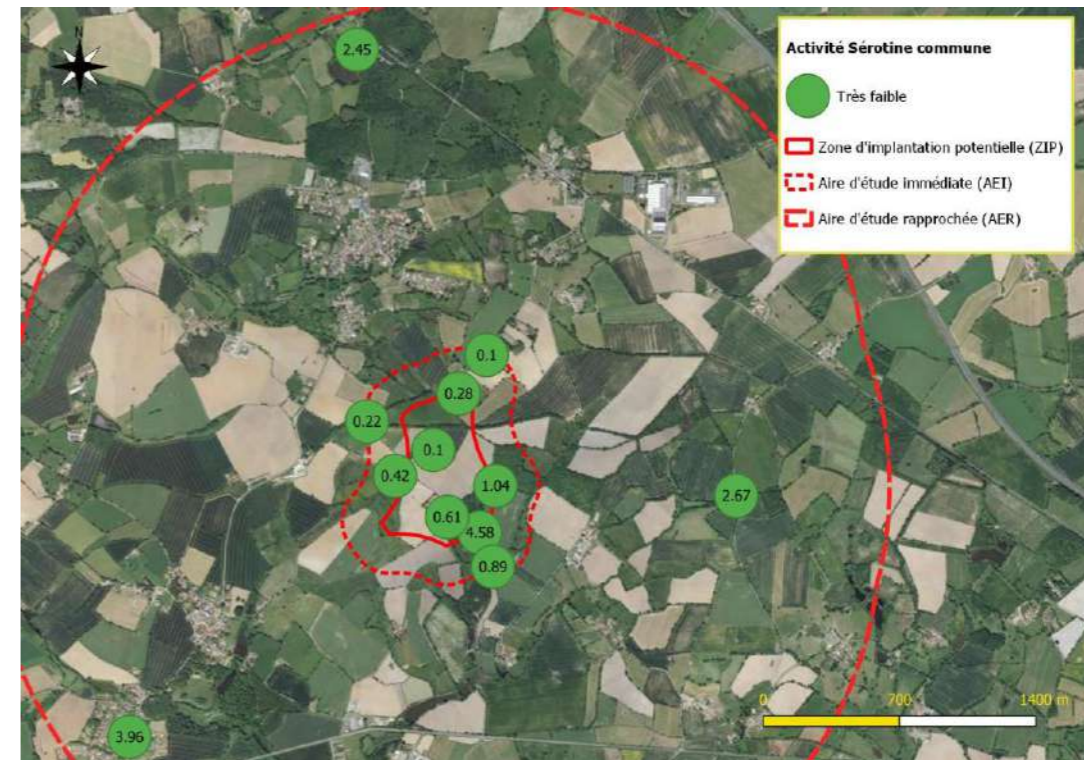 N
2.45
Activité Sérotine commune
Très faible
Zone d'implantation potentielle (ZIP)
Aire d'étude immédiate (AEI)
Aire d'étude rapprochée (AER)
0.1
0.28
0.22
0.1
0.42
1.04
2.67
0.61
4.58
0.89
3.96
0 700 1400 m